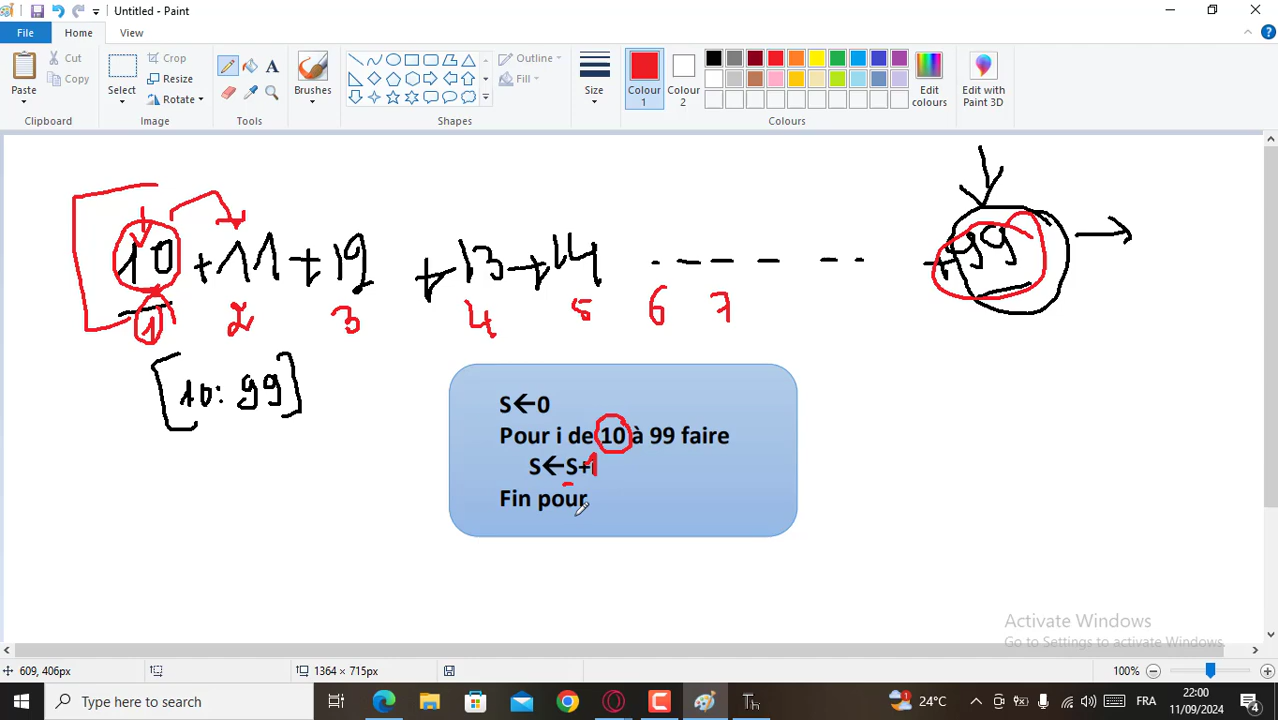 Untitled - Paint
File Home View
Paste Cut Copy Clipboard
Select Crop Resize Rotate Image
Tools
Brushes
Outline Fill Shapes
Size
Colour 1 Colour 2 Edit colours Colours
Edit with Paint 3D
10 + 11 + 12 + 13 + 14 - - - - - - + 99
1 2 3 4 5 6 7
[10: 99]
S←0
Pour i de 10 à 99 faire
S←S+i
Fin pour
Activate Windows
Go to Settings to activate Windows.
609, 406px 1364 × 715px 100%
Type here to search Th 1 24°C FRA 22:00 4
11/09/2024